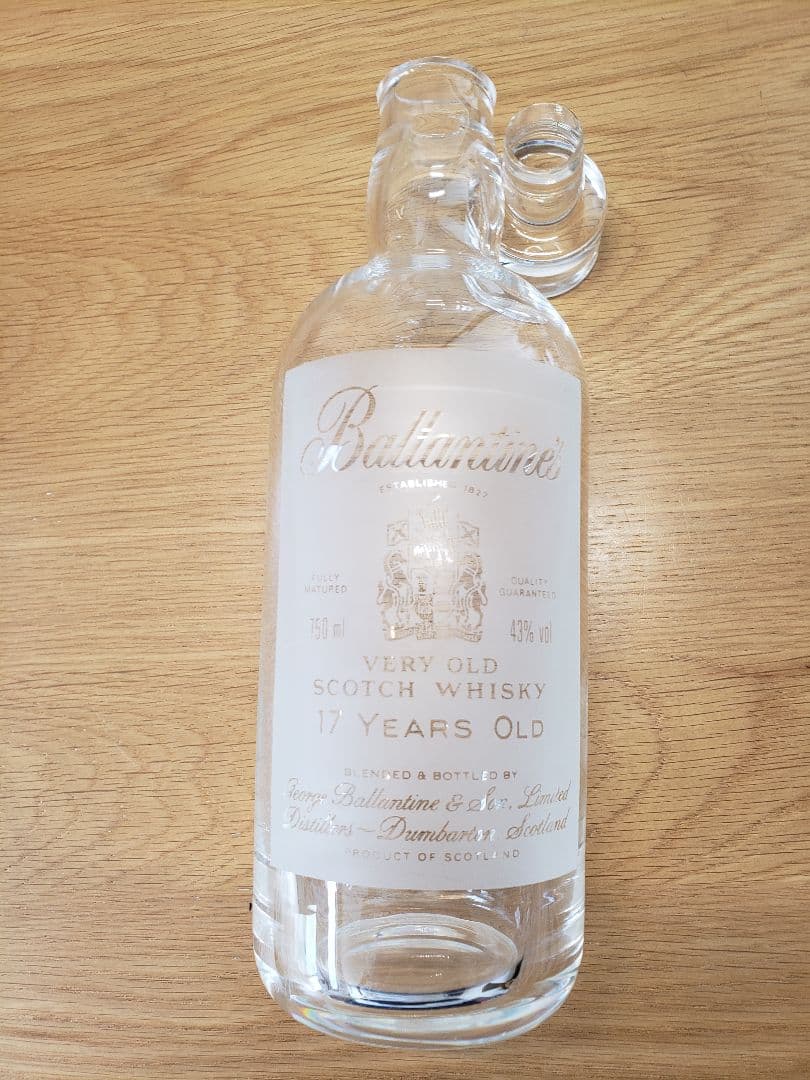 Ballantine's
ESTABLISHED 1827
FULLY
MATURED
QUALITY
GUARANTEED
750 ml
43% vol
VERY OLD
SCOTCH WHISKY
17 YEARS OLD
BLENDED & BOTTLED BY
George Ballantine & Son, Limited
Distillers - Dumbarton, Scotland
PRODUCT OF SCOTLAND